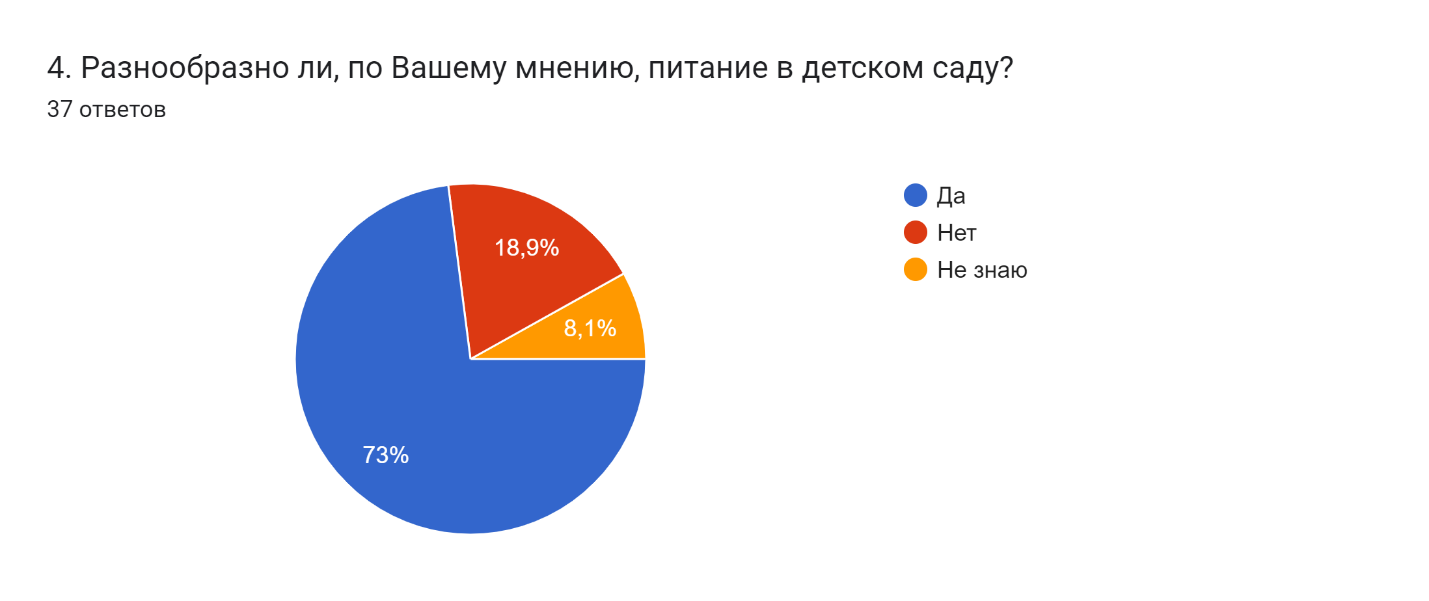 4. Разнообразно ли, по Вашему мнению, питание в детском саду?
37 ответов
Да
Нет
Не знаю
18,9%
8,1%
73%